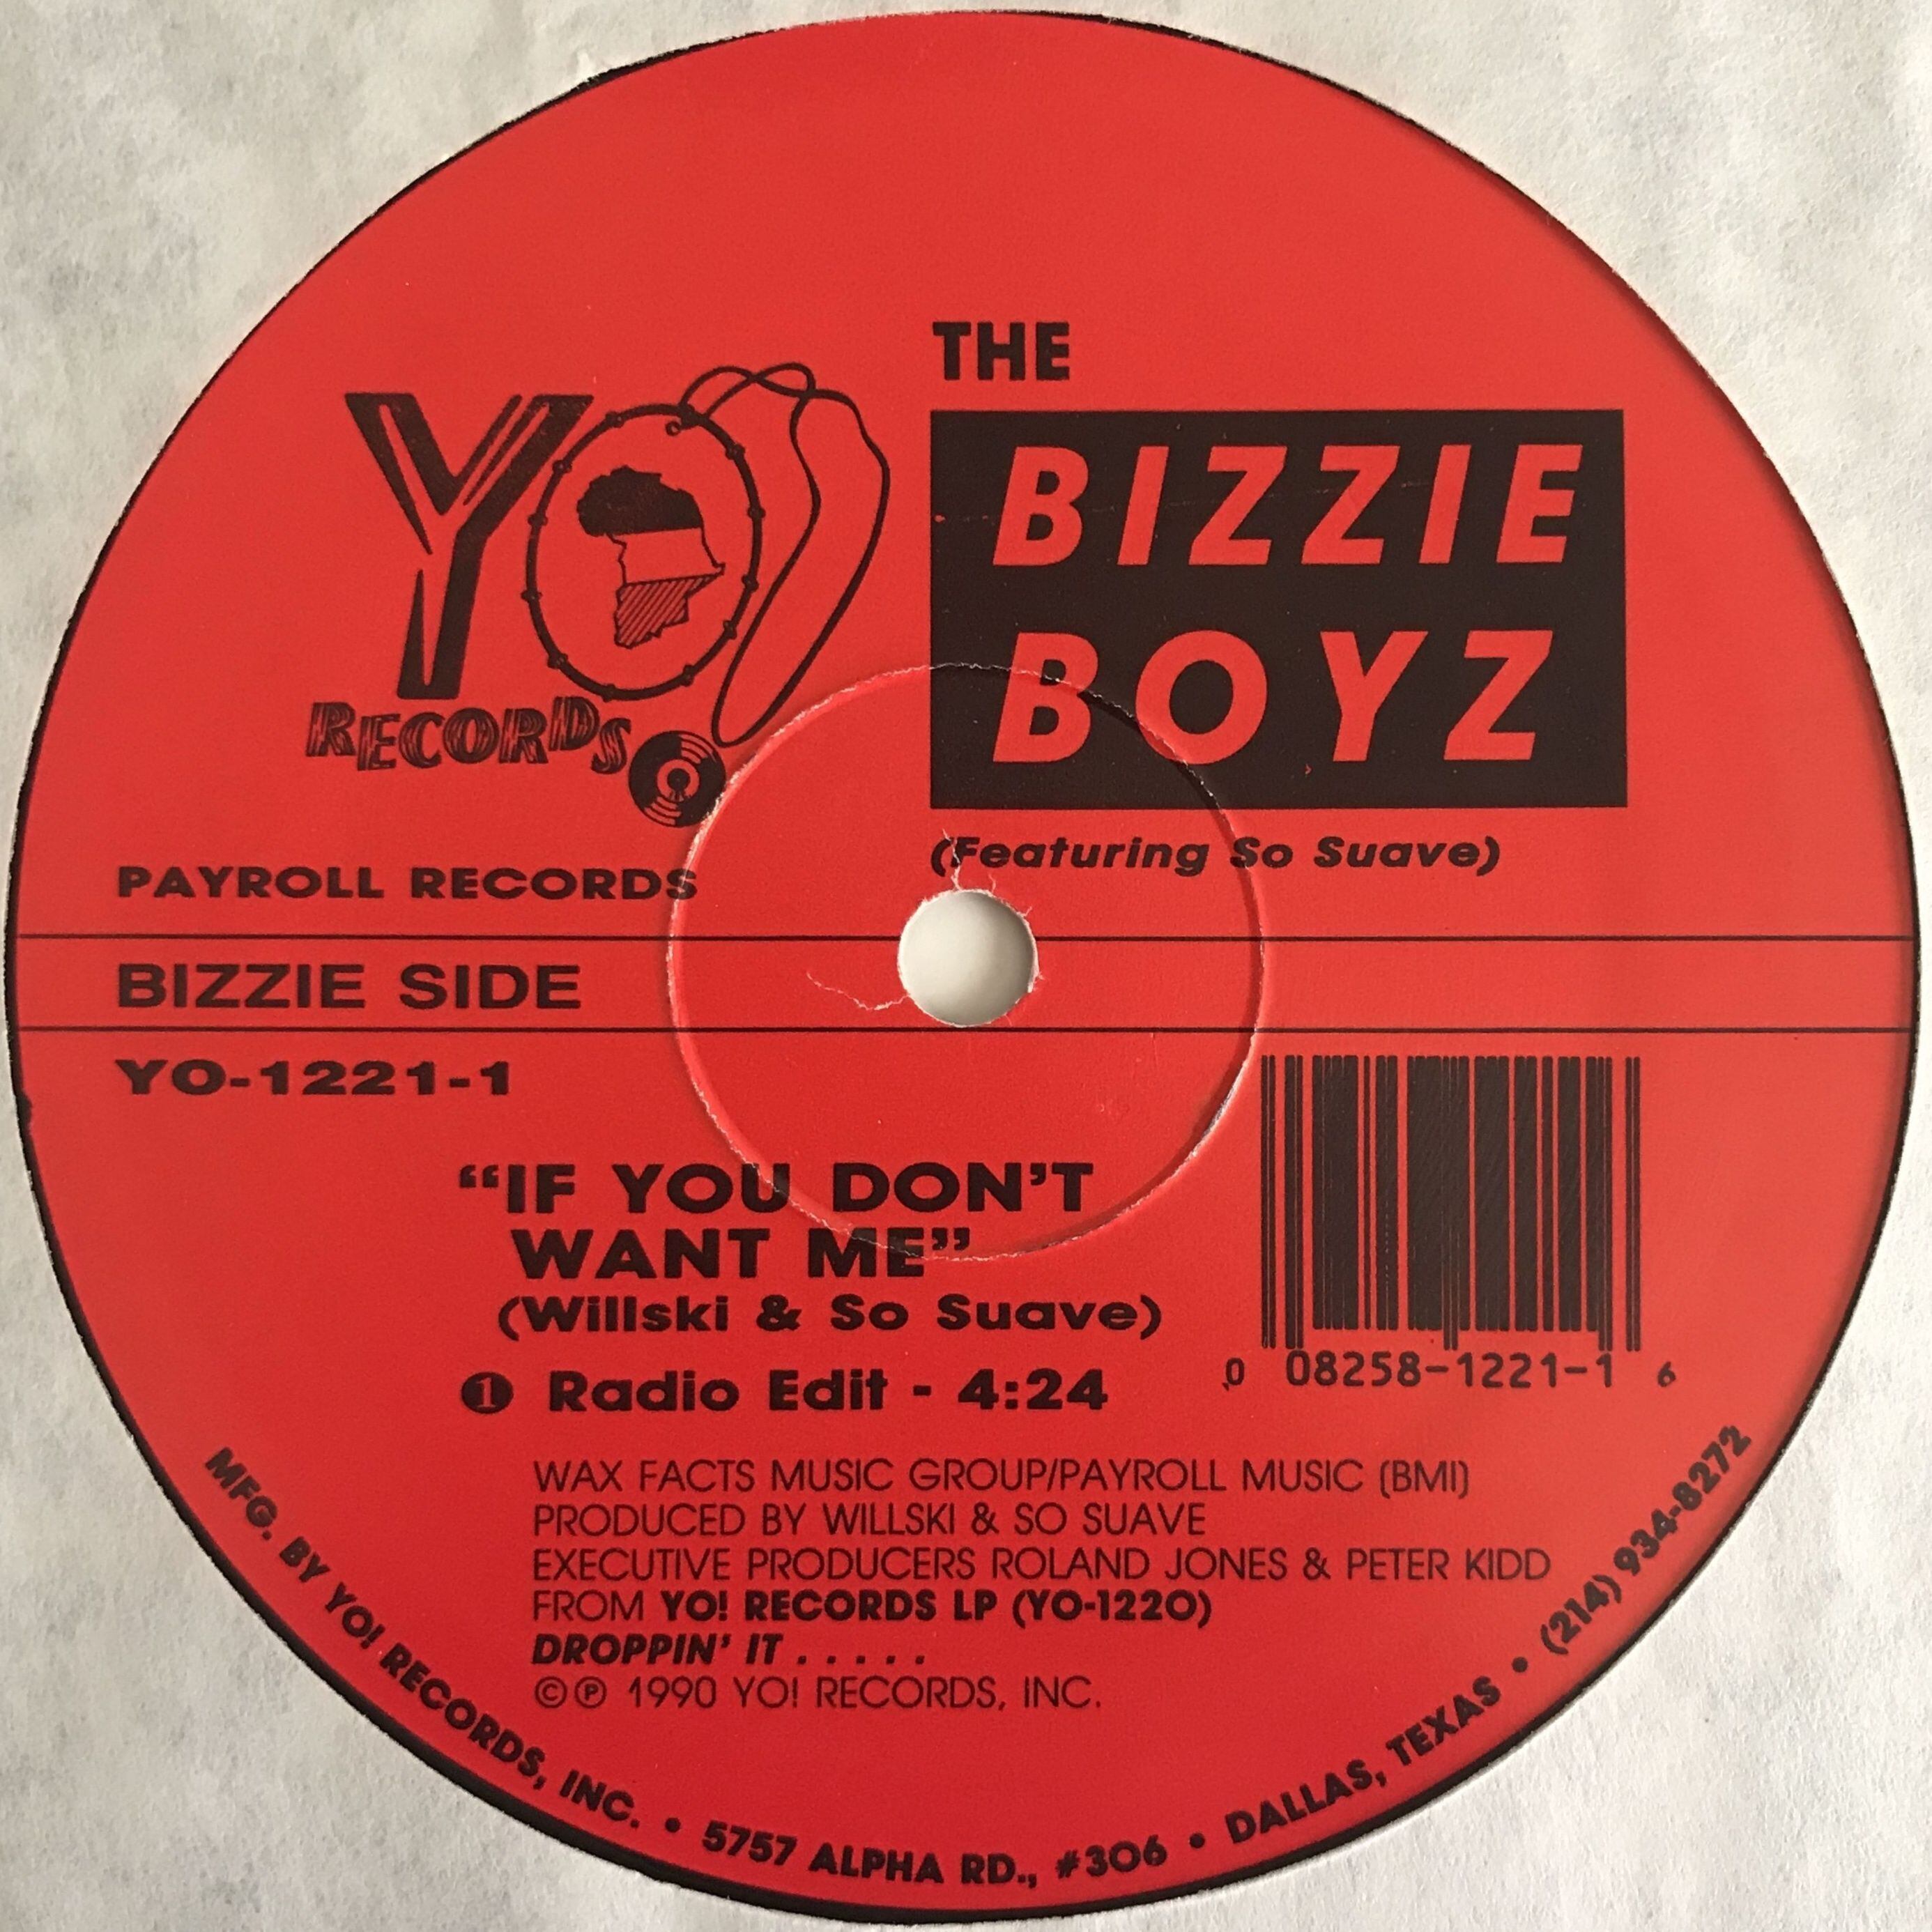 YO!
RECORDS
THE
BIZZIE
BOYZ
(Featuring So Suave)
PAYROLL RECORDS
BIZZIE SIDE
YO-1221-1
“IF YOU DON’T
WANT ME”
(Willski & So Suave)
❶ Radio Edit - 4:24
0 08258-1221-1 6
WAX FACTS MUSIC GROUP/PAYROLL MUSIC (BMI)
PRODUCED BY WILLSKI & SO SUAVE
EXECUTIVE PRODUCERS ROLAND JONES & PETER KIDD
FROM YO! RECORDS LP (YO-1220)
DROPPIN’ IT . . . . .
©℗ 1990 YO! RECORDS, INC.
MFG. BY YO! RECORDS, INC. • 5757 ALPHA RD., #306 • DALLAS, TEXAS • (214) 934-8272